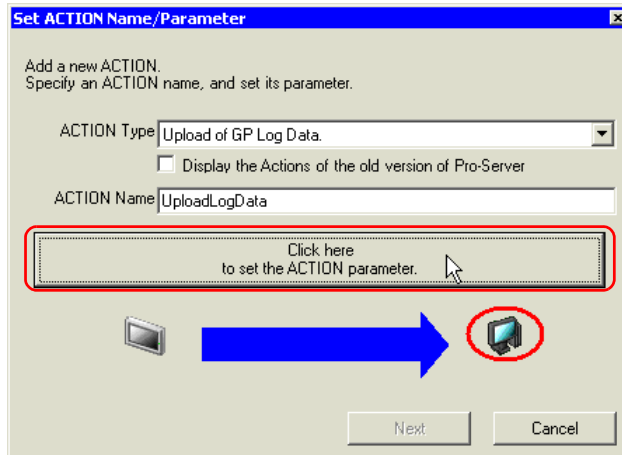 Set ACTION Name/Parameter
Add a new ACTION.
Specify an ACTION name, and set its parameter.
ACTION Type Upload of GP Log Data.
Display the Actions of the old version of Pro-Server
ACTION Name UploadLogData
Click here
to set the ACTION parameter.
Next Cancel